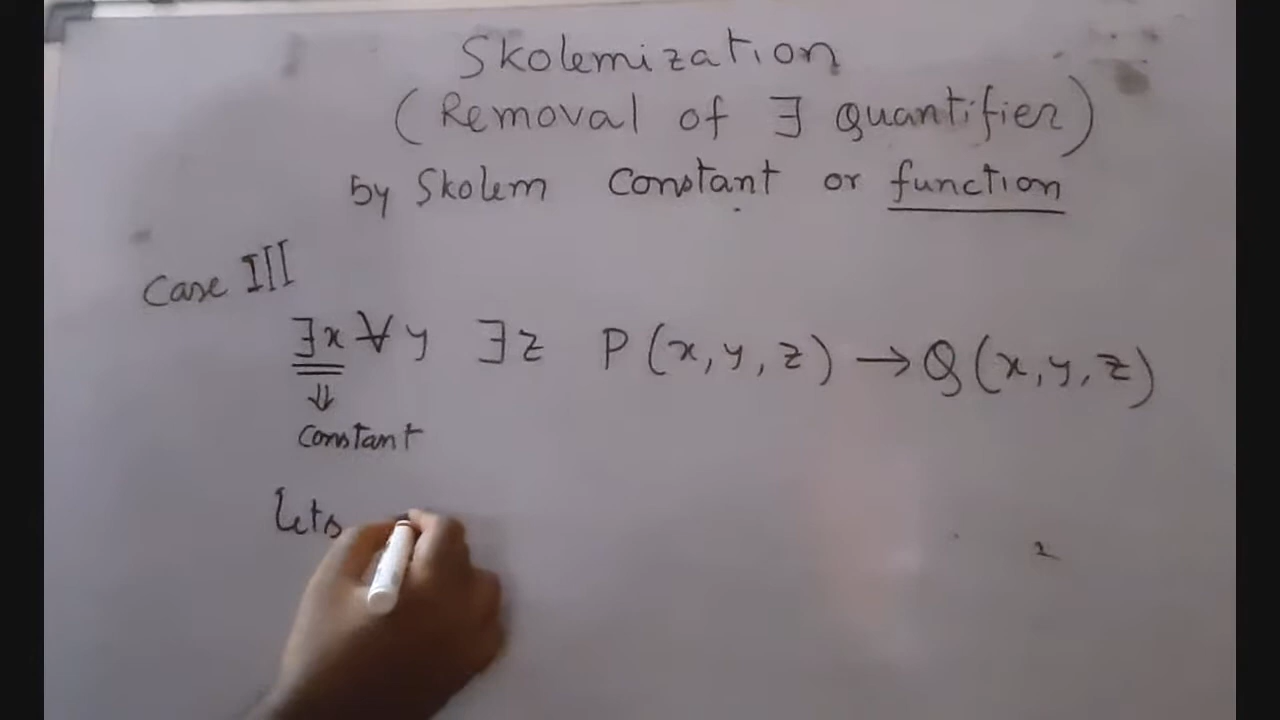 Skolemization
(Removal of ∃ Quantifier)
by Skolem Constant or function
Case III
∃x ∀y ∃z P(x,y,z) → Q(x,y,z)
⇓
Constant
Lets